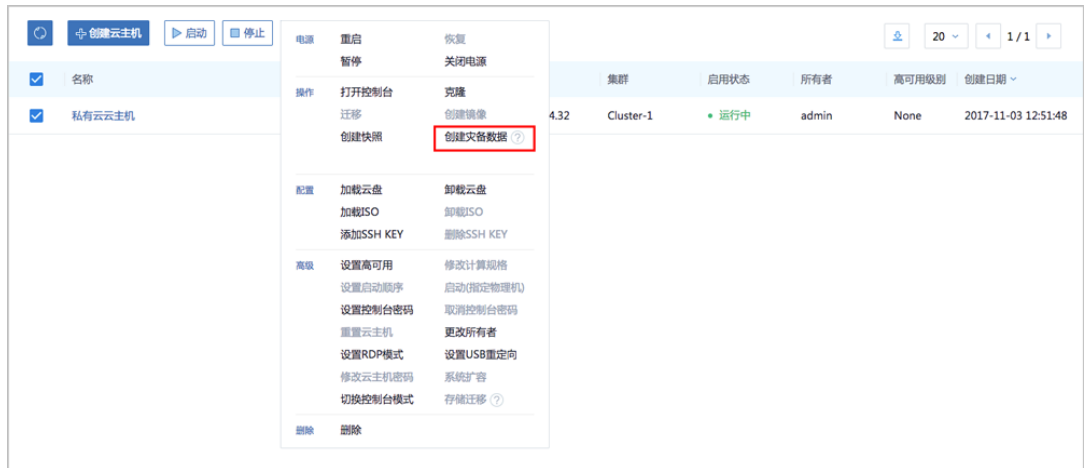 创建云主机 启动 停止 20 1 / 1
电源 重启 恢复
暂停 关闭电源
名称 集群 启用状态 所有者 高可用级别 创建日期
操作 打开控制台 克隆
迁移 创建镜像
私有云云主机 4.32 Cluster-1 运行中 admin None 2017-11-03 12:51:48
创建快照 创建灾备数据 ?
配置 加载云盘 卸载云盘
加载ISO 卸载ISO
添加SSH KEY 删除SSH KEY
高级 设置高可用 修改计算规格
设置启动顺序 启动(指定物理机)
设置控制台密码 取消控制台密码
重置云主机 更改所有者
设置RDP模式 设置USB重定向
修改云主机密码 系统扩容
切换控制台模式 存储迁移 ?
删除 删除